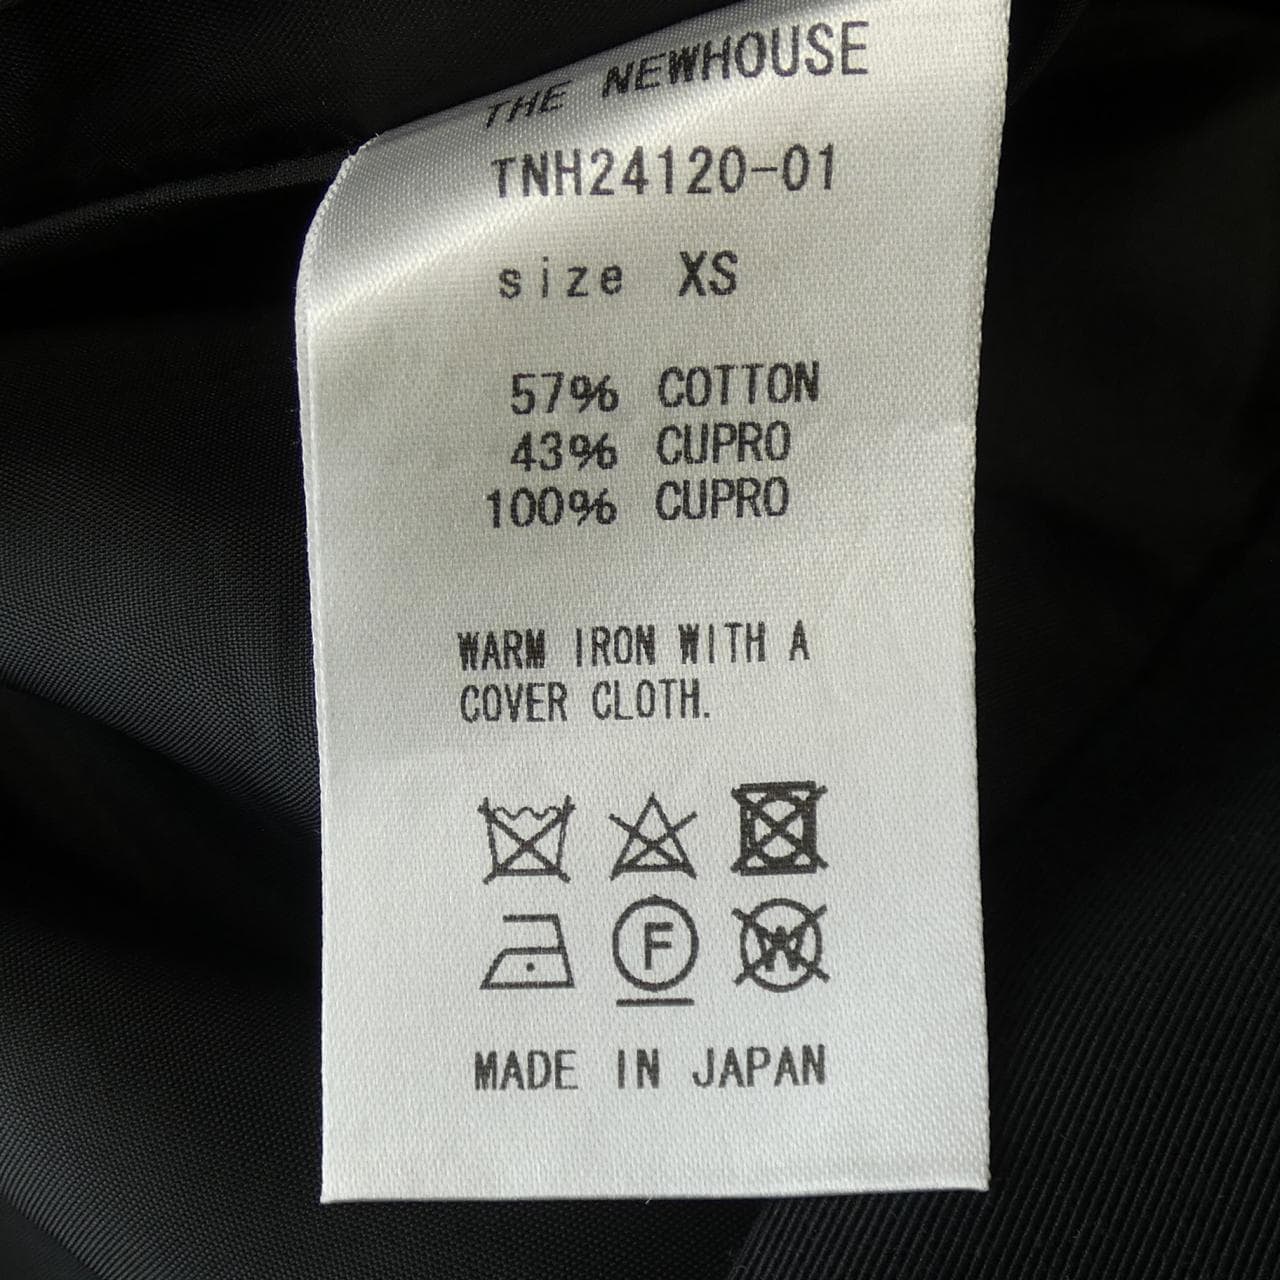 THE NEWHOUSE
TNH24120-01
size XS
57% COTTON
43% CUPRO
100% CUPRO
WARM IRON WITH A
COVER CLOTH.
F W
MADE IN JAPAN